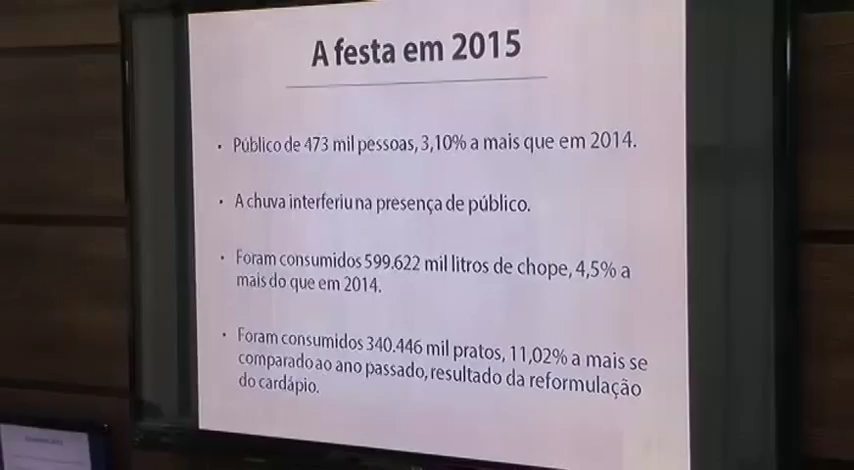 A festa em 2015
• Público de 473 mil pessoas, 3,10% a mais que em 2014.
• A chuva interferiu na presença de público.
• Foram consumidos 599.622 mil litros de chope, 4,5% a
mais do que em 2014.
• Foram consumidos 340.446 mil pratos, 11,02% a mais se
comparado ao ano passado, resultado da reformulação
do cardápio.